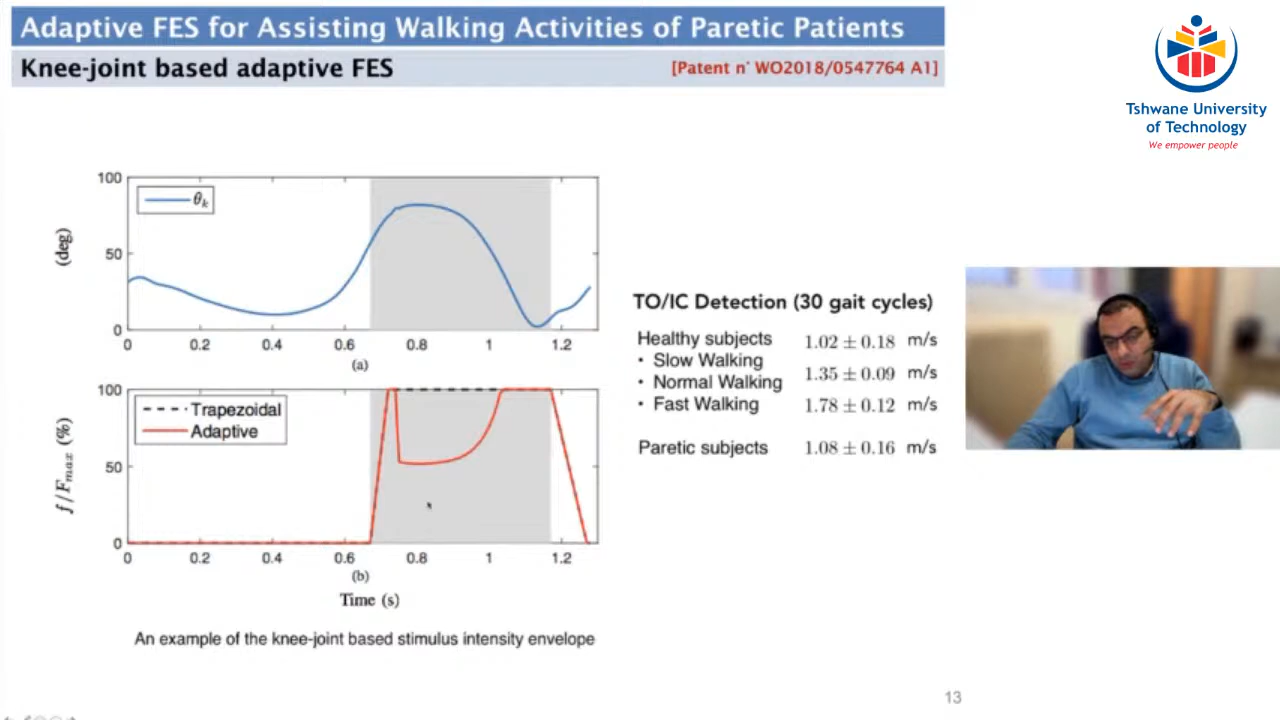 Adaptive FES for Assisting Walking Activities of Paretic Patients
Knee-joint based adaptive FES
[Patent n° WO2018/0547764 A1]
Tshwane University
of Technology
We empower people
100
50
0
(deg)
θk
0 0.2 0.4 0.6 0.8 1 1.2
(a)
100
50
0
f/Fmax (%)
Trapezoidal
Adaptive
0 0.2 0.4 0.6 0.8 1 1.2
(b)
Time (s)
An example of the knee-joint based stimulus intensity envelope
TO/IC Detection (30 gait cycles)
Healthy subjects 1.02 ± 0.18 m/s
• Slow Walking
1.35 ± 0.09 m/s
• Normal Walking
• Fast Walking 1.78 ± 0.12 m/s
Paretic subjects 1.08 ± 0.16 m/s
13